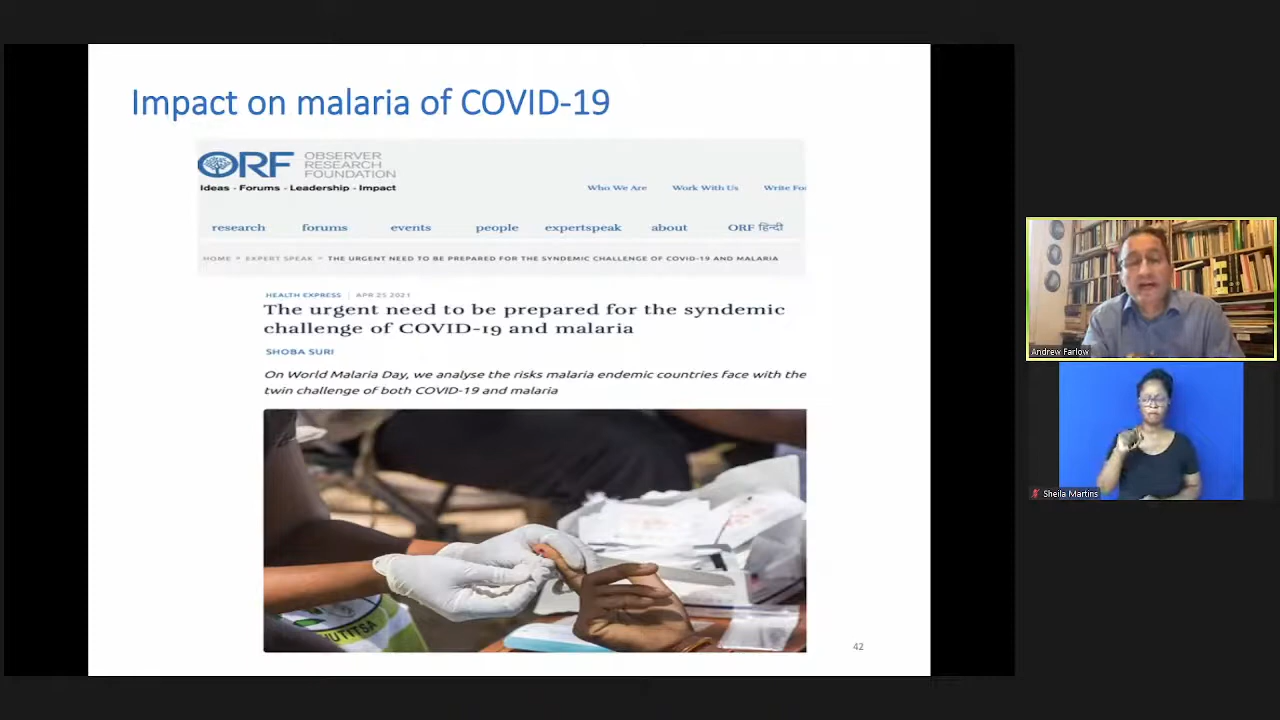 Impact on malaria of COVID-19
ORF OBSERVER RESEARCH FOUNDATION
Ideas - Forums - Leadership - Impact
Who We Are Work With Us Write
research forums events people expertspeak about ORF हिन्दी
HOME > EXPERT SPEAK > THE URGENT NEED TO BE PREPARED FOR THE SYNDEMIC CHALLENGE OF COVID-19 AND MALARIA
HEALTH EXPRESS | APR 25 2021
The urgent need to be prepared for the syndemic
challenge of COVID-19 and malaria
SHOBA SURI
On World Malaria Day, we analyse the risks malaria endemic countries face with the
twin challenge of both COVID-19 and malaria
42
Andrew Farlow
Sheila Martins